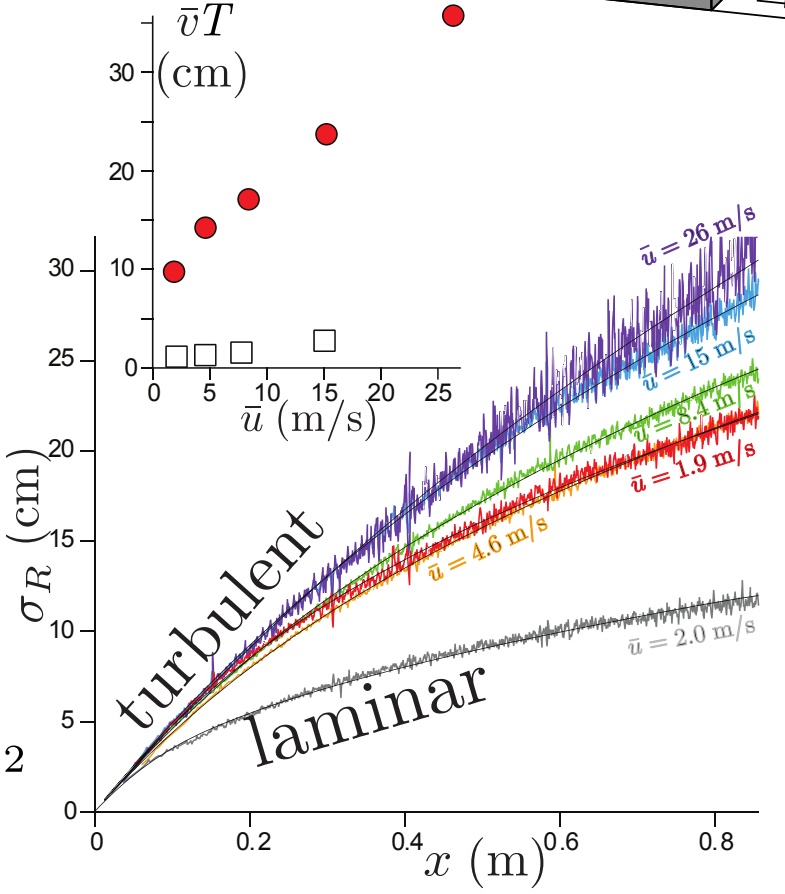 v̄T
(cm)
30
20
10
0
0 5 10 15 20 25
ū (m/s)
ū = 26 m/s
ū = 15 m/s
ū = 8.4 m/s
ū = 1.9 m/s
ū = 4.6 m/s
ū = 2.0 m/s
turbulent
laminar
σR (cm)
30
25
20
15
10
5
0
2
0 0.2 0.4 0.6 0.8
x (m)